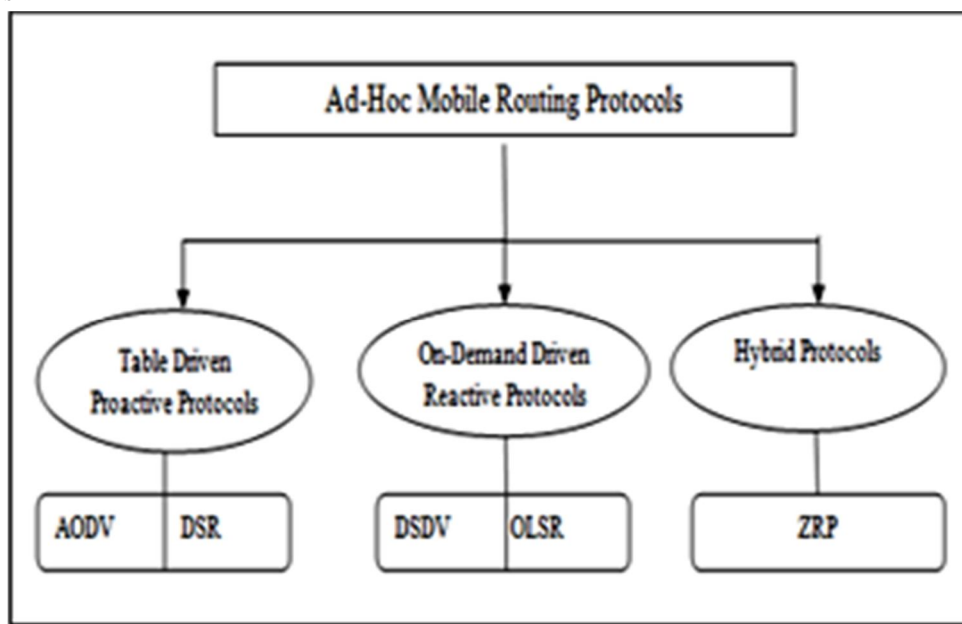 Ad-Hoc Mobile Routing Protocols
Table Driven
Proactive Protocols
On-Demand Driven
Reactive Protocols
Hybrid Protocols
AODV
DSR
DSDV
OLSR
ZRP